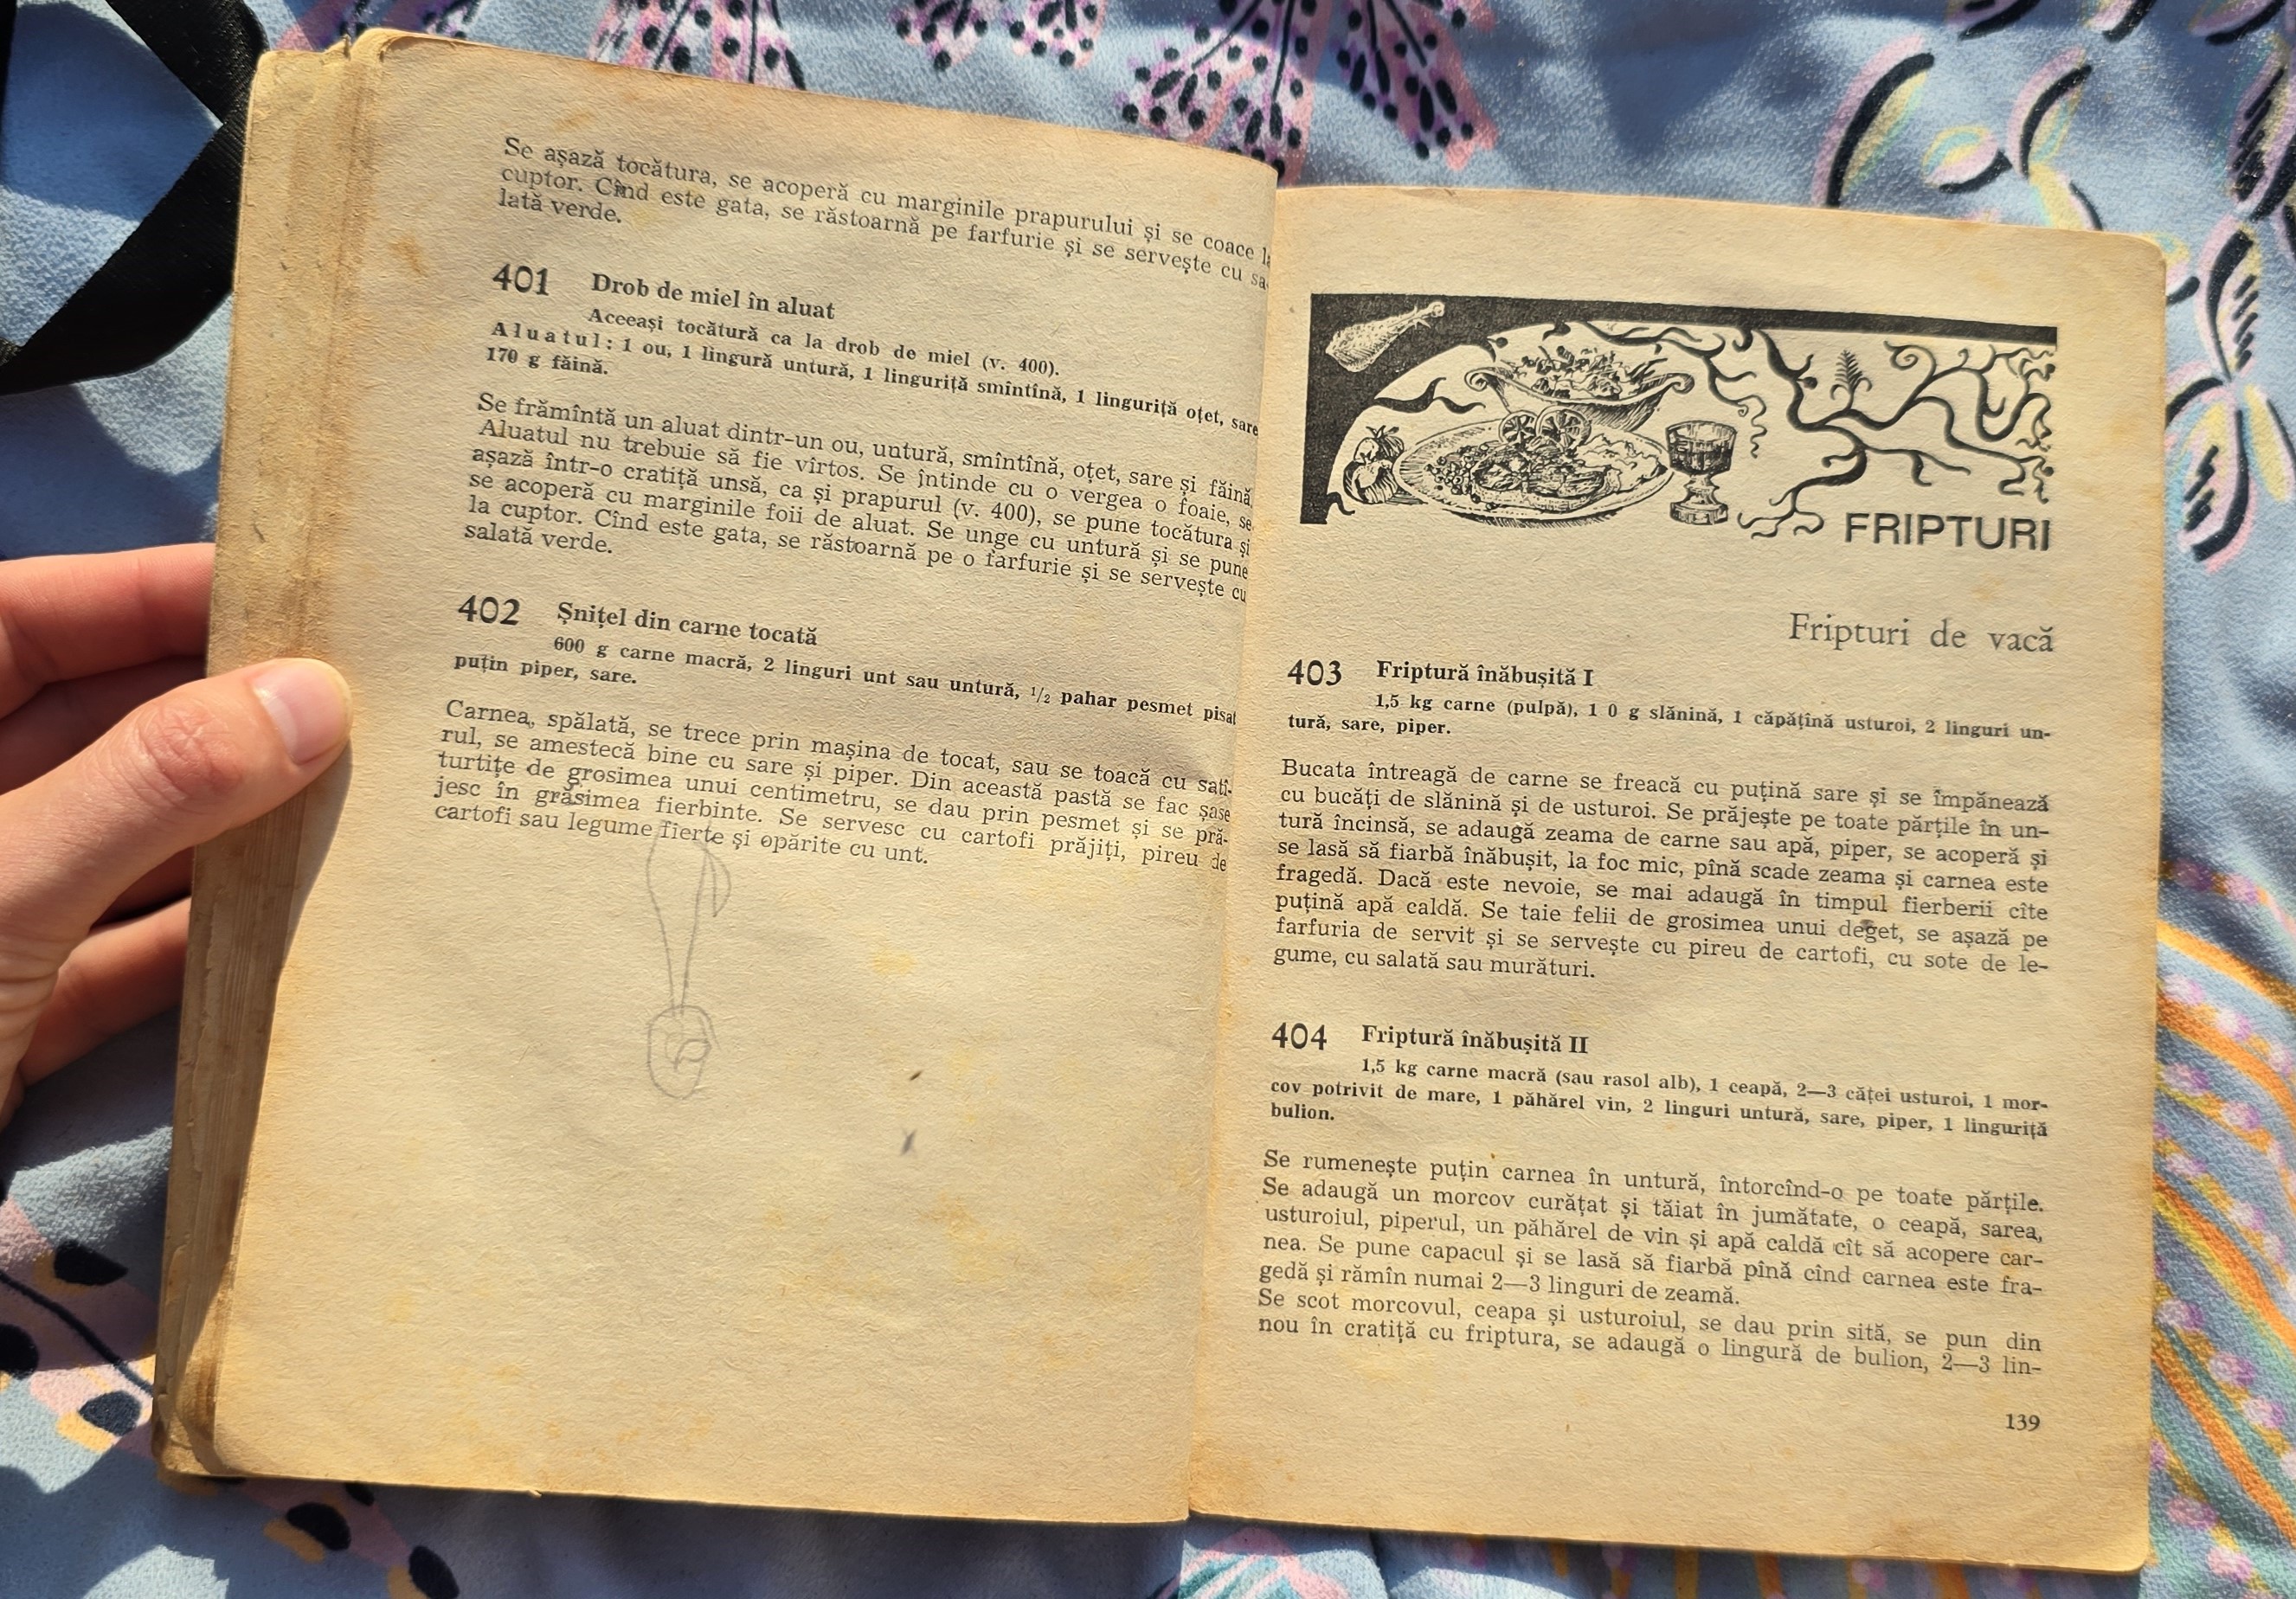 Se așază tocătura, se acoperă cu marginile prapurului și se coace la
cuptor. Cînd este gata, se răstoarnă pe farfurie și se servește cu sa-
lată verde.
401 Drob de miel în aluat
Aceeași tocătură ca la drob de miel (v. 400).
Aluatul: 1 ou, 1 lingură untură, 1 linguriță smîntînă, 1 linguriță oțet, sare
170 g făină.
Se frămîntă un aluat dintr-un ou, untură, smîntînă, oțet, sare și făină.
Aluatul nu trebuie să fie vîrtos. Se întinde cu o vergea o foaie, se
așază într-o cratiță unsă, ca și prapurul (v. 400), se pune tocătura și
se acoperă cu marginile foii de aluat. Se unge cu untură și se pune
la cuptor. Cînd este gata, se răstoarnă pe o farfurie și se servește cu
salată verde.
402 Șnițel din carne tocată
600 g carne macră, 2 linguri unt sau untură, 1/2 pahar pesmet pisat
puțin piper, sare.
Carnea, spălată, se trece prin mașina de tocat, sau se toacă cu satî-
rul, se amestecă bine cu sare și piper. Din această pastă se fac șase
turtițe de grosimea unui centimetru, se dau prin pesmet și se pră-
jesc în grăsimea fierbinte. Se servesc cu cartofi prăjiți, pireu de
cartofi sau legume fierte și opărite cu unt.
FRIPTURI
Fripturi de vacă
403 Friptură înăbușită I
1,5 kg carne (pulpă), 1 0 g slănină, 1 căpățînă usturoi, 2 linguri un-
tură, sare, piper.
Bucata întreagă de carne se freacă cu puțină sare și se împănează
cu bucăți de slănină și de usturoi. Se prăjește pe toate părțile în un-
tură încinsă, se adaugă zeama de carne sau apă, piper, se acoperă și
se lasă să fiarbă înăbușit, la foc mic, pînă scade zeama și carnea este
fragedă. Dacă este nevoie, se mai adaugă în timpul fierberii cîte
puțină apă caldă. Se taie felii de grosimea unui deget, se așază pe
farfuria de servit și se servește cu pireu de cartofi, cu sote de le-
gume, cu salată sau murături.
404 Friptură înăbușită II
1,5 kg carne macră (sau rasol alb), 1 ceapă, 2—3 căței usturoi, 1 mor-
cov potrivit de mare, 1 păhărel vin, 2 linguri untură, sare, piper, 1 linguriță
bulion.
Se rumenește puțin carnea în untură, întorcînd-o pe toate părțile.
Se adaugă un morcov curățat și tăiat în jumătate, o ceapă, sarea,
usturoiul, piperul, un păhărel de vin și apă caldă cît să acopere car-
nea. Se pune capacul și se lasă să fiarbă pînă cînd carnea este fra-
gedă și rămîn numai 2—3 linguri de zeamă.
Se scot morcovul, ceapa și usturoiul, se dau prin sită, se pun din
nou în cratiță cu friptura, se adaugă o lingură de bulion, 2—3 lin-
139